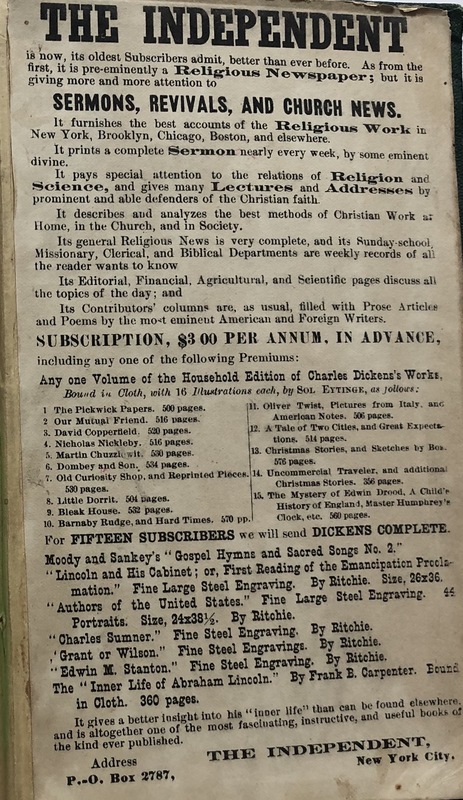 THE INDEPENDENT
is now, its oldest Subscribers admit, better than ever before. As from the
first, it is pre-eminently a Religious Newspaper; but it is
giving more and more attention to
SERMONS, REVIVALS, AND CHURCH NEWS.
It furnishes the best accounts of the Religious Work in
New York, Brooklyn, Chicago, Boston, and elsewhere.
It prints a complete Sermon nearly every week, by some eminent
divine.
It pays special attention to the relations of Religion and
Science, and gives many Lectures and Addresses by
prominent and able defenders of the Christian faith.
It describes and analyzes the best methods of Christian Work at
Home, in the Church, and in Society.
Its general Religious News is very complete, and its Sunday-school,
Missionary, Clerical, and Biblical Departments are weekly records of all
the reader wants to know
Its Editorial, Financial, Agricultural, and Scientific pages discuss all
the topics of the day; and
Its Contributors' columns are, as usual, filled with Prose Articles
and Poems by the most eminent American and Foreign Writers.
SUBSCRIPTION, $3 00 PER ANNUM, IN ADVANCE,
including any one of the following Premiums:
Any one Volume of the Household Edition of Charles Dickens's Works,
Bound in Cloth, with 16 Illustrations each, by SOL EYTINGE, as follows:
1 The Pickwick Papers. 500 pages.
2 Our Mutual Friend. 516 pages.
3. David Copperfield. 520 pages.
4. Nicholas Nickleby. 516 pages.
5. Martin Chuzzlewit. 530 pages.
6. Dombey and Son. 534 pages.
7. Old Curiosity Shop, and Reprinted Pieces.
530 pages.
8. Little Dorrit. 504 pages.
9. Bleak House. 532 pages.
10. Barnaby Rudge, and Hard Times. 570 pp.
11. Oliver Twist, Pictures from Italy, and
American Notes. 506 pages.
12. A Tale of Two Cities, and Great Expecta-
tions. 514 pages.
13. Christmas Stories, and Sketches by Boz.
576 pages.
14. Uncommercial Traveler, and additional
Christmas Stories. 356 pages.
15. The Mystery of Edwin Drood, A Child's
History of England, Master Humphrey's
Clock, etc. 560 pages.
For FIFTEEN SUBSCRIBERS we will send DICKENS COMPLETE.
Moody and Sankey's "Gospel Hymns and Sacred Songs No. 2."
"Lincoln and His Cabinet; or, First Reading of the Emancipation Procla-
mation." Fine Large Steel Engraving. By Ritchie. Size, 26x36.
"Authors of the United States." Fine Large Steel Engraving. 44
Portraits. Size, 24x38½. By Ritchie.
"Charles Sumner." Fine Steel Engraving. By Ritchie.
"Grant or Wilson." Fine Steel Engravings. By Ritchie.
"Edwin M. Stanton." Fine Steel Engraving. By Ritchie.
The "Inner Life of Abraham Lincoln." By Frank B. Carpenter. Bound
in Cloth. 360 pages.
It gives a better insight into his "inner life" than can be found elsewhere,
and is altogether one of the most fascinating, instructive, and useful books of
the kind ever published.
Address
THE INDEPENDENT,
P.-O. Box 2787,
New York City.